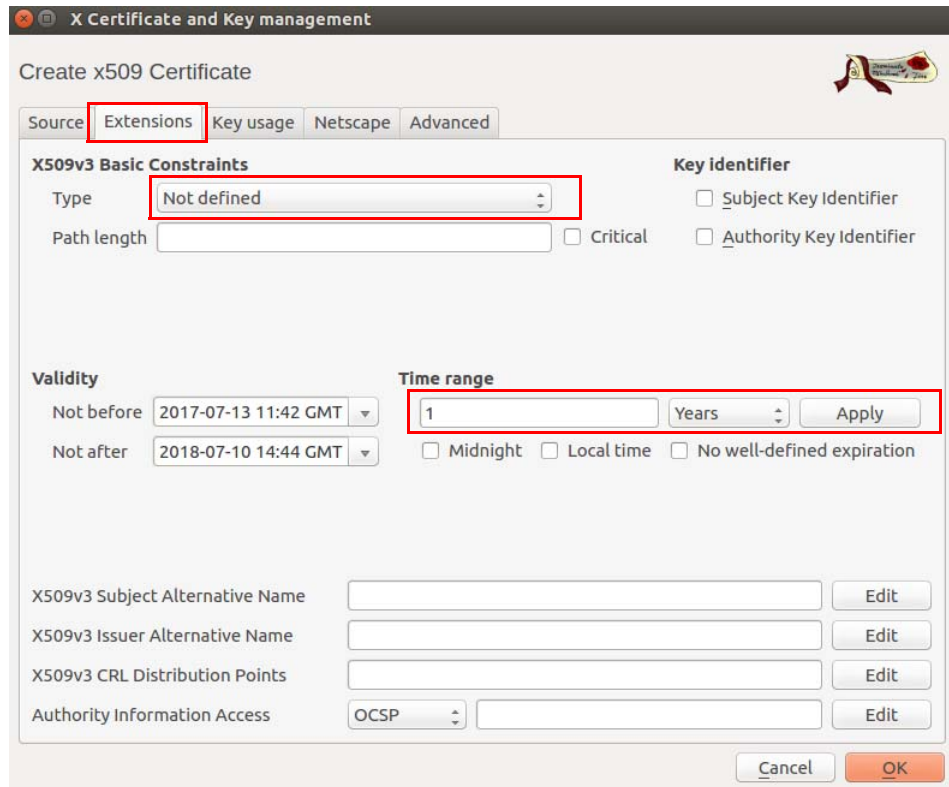 X Certificate and Key management
Create x509 Certificate
Source Extensions Key usage Netscape Advanced
X509v3 Basic Constraints Key identifier
Type Not defined Subject Key Identifier
Path length Critical Authority Key Identifier
Validity Time range
Not before 2017-07-13 11:42 GMT 1 Years Apply
Not after 2018-07-10 14:44 GMT Midnight Local time No well-defined expiration
X509v3 Subject Alternative Name Edit
X509v3 Issuer Alternative Name Edit
X509v3 CRL Distribution Points Edit
Authority Information Access OCSP Edit
Cancel OK